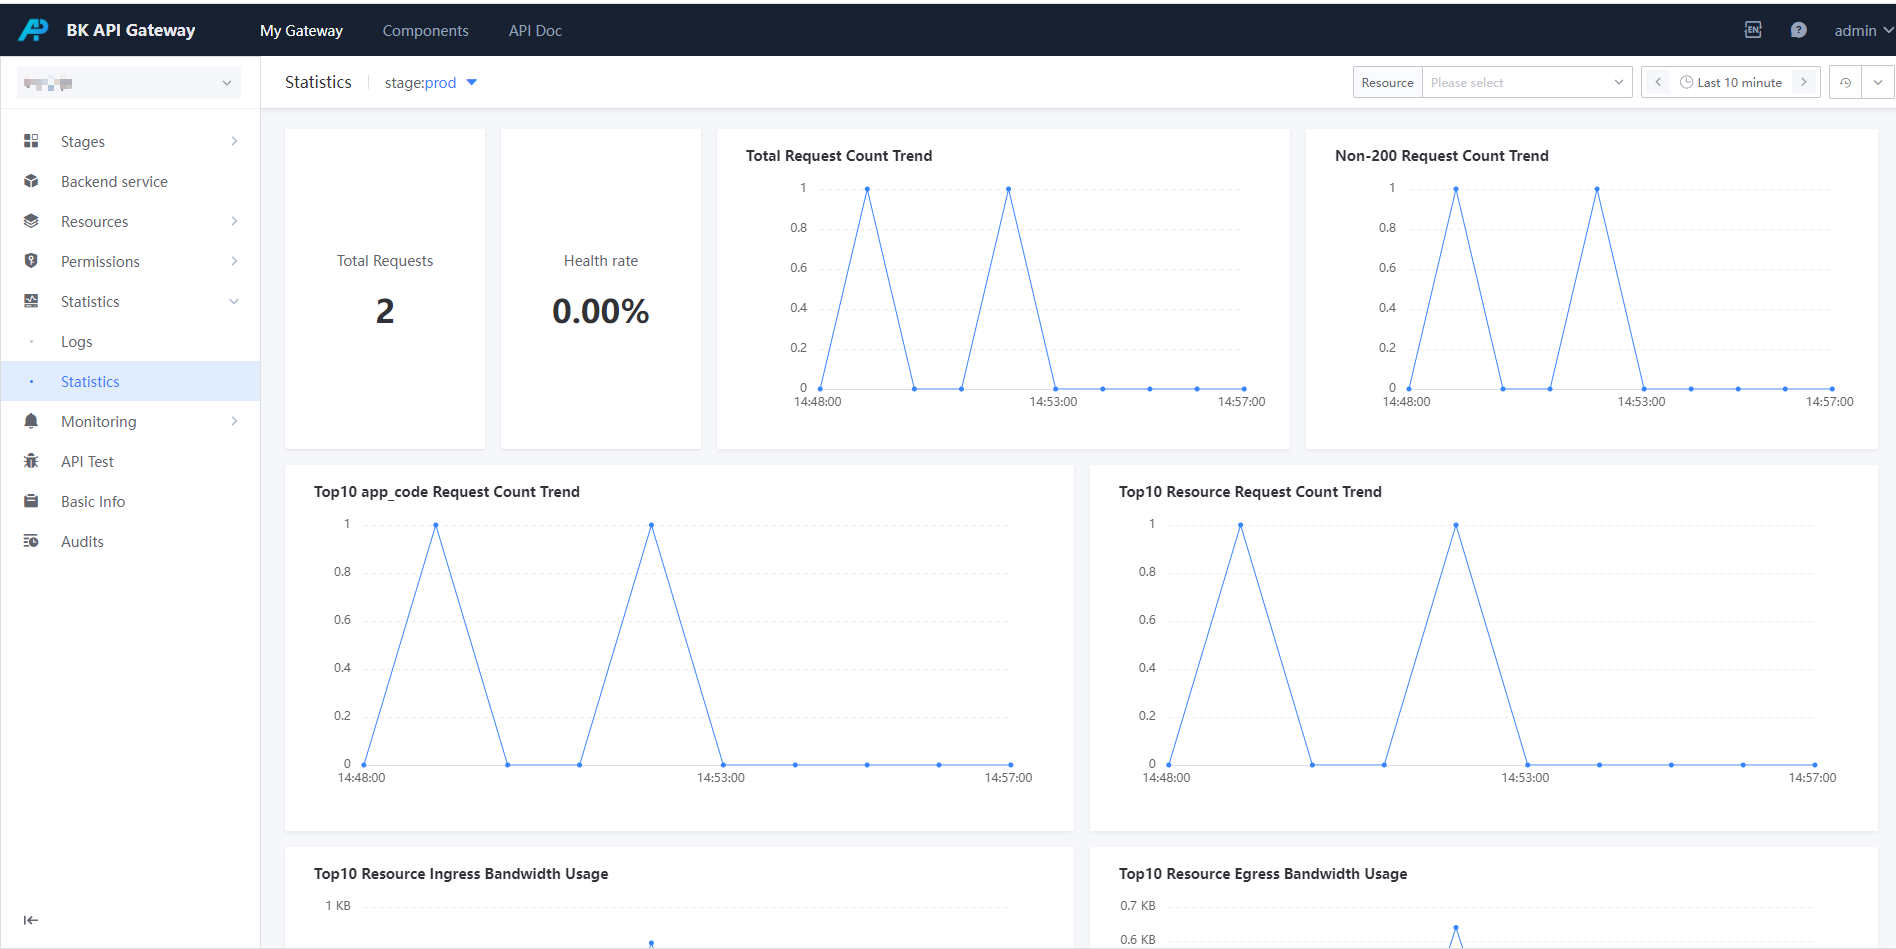 BK API Gateway
My Gateway
Components
API Doc
EN
?
admin
Stages
Backend service
Resources
Permissions
Statistics
Logs
Statistics
Monitoring
API Test
Basic Info
Audits
Statistics
stage:prod
Resource
Please select
Last 10 minute
Total Requests
2
Health rate
0.00%
Total Request Count Trend
1
0.8
0.6
0.4
0.2
0
14:48:00 14:53:00 14:57:00
Non-200 Request Count Trend
1
0.8
0.6
0.4
0.2
0
14:48:00 14:53:00 14:57:00
Top10 app_code Request Count Trend
1
0.8
0.6
0.4
0.2
0
14:48:00 14:53:00 14:57:00
Top10 Resource Request Count Trend
1
0.8
0.6
0.4
0.2
0
14:48:00 14:53:00 14:57:00
Top10 Resource Ingress Bandwidth Usage
1 KB
Top10 Resource Egress Bandwidth Usage
0.7 KB
0.6 KB